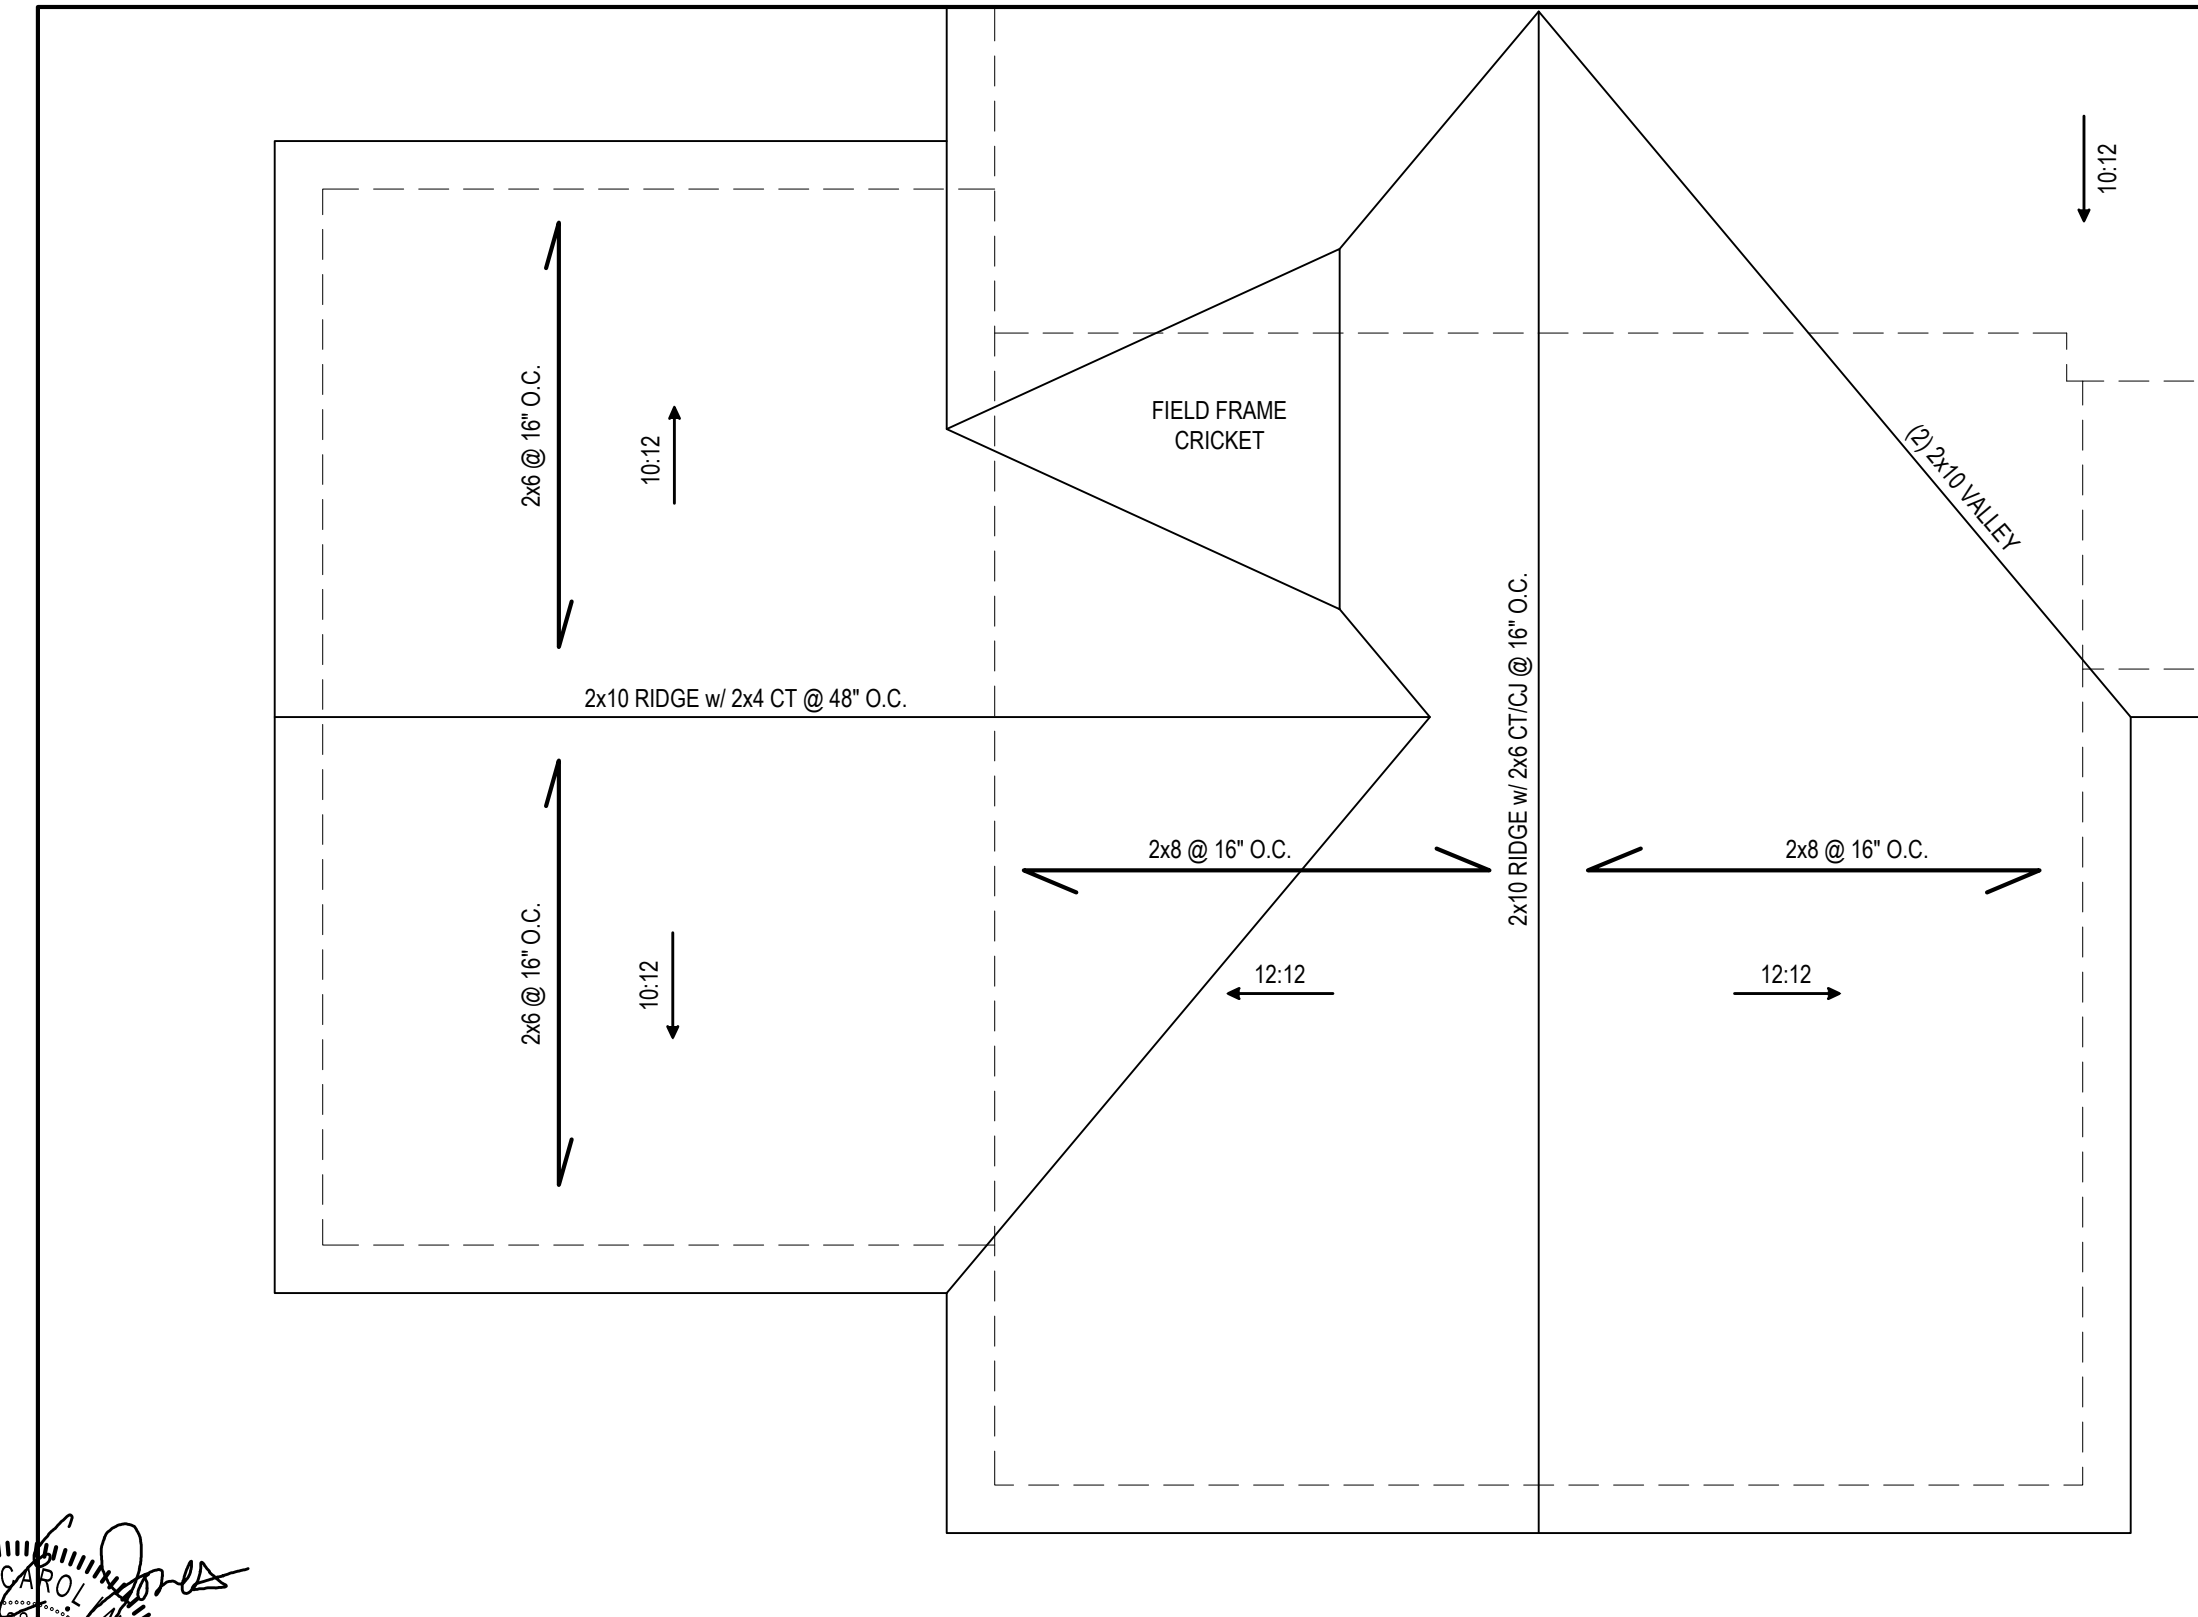 10:12
2x6 @ 16" O.C.
10:12
FIELD FRAME
CRICKET
(2) 2x10 VALLEY
2x10 RIDGE w/ 2x4 CT @ 48" O.C.
2x10 RIDGE w/ 2x6 CT/CJ @ 16" O.C.
2x8 @ 16" O.C.
2x8 @ 16" O.C.
2x6 @ 16" O.C.
10:12
12:12
12:12
CAROL